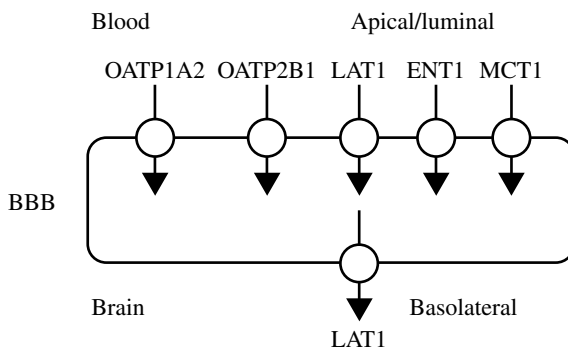 Blood Apical/luminal
OATP1A2 OATP2B1 LAT1 ENT1 MCT1
BBB
Brain Basolateral
LAT1